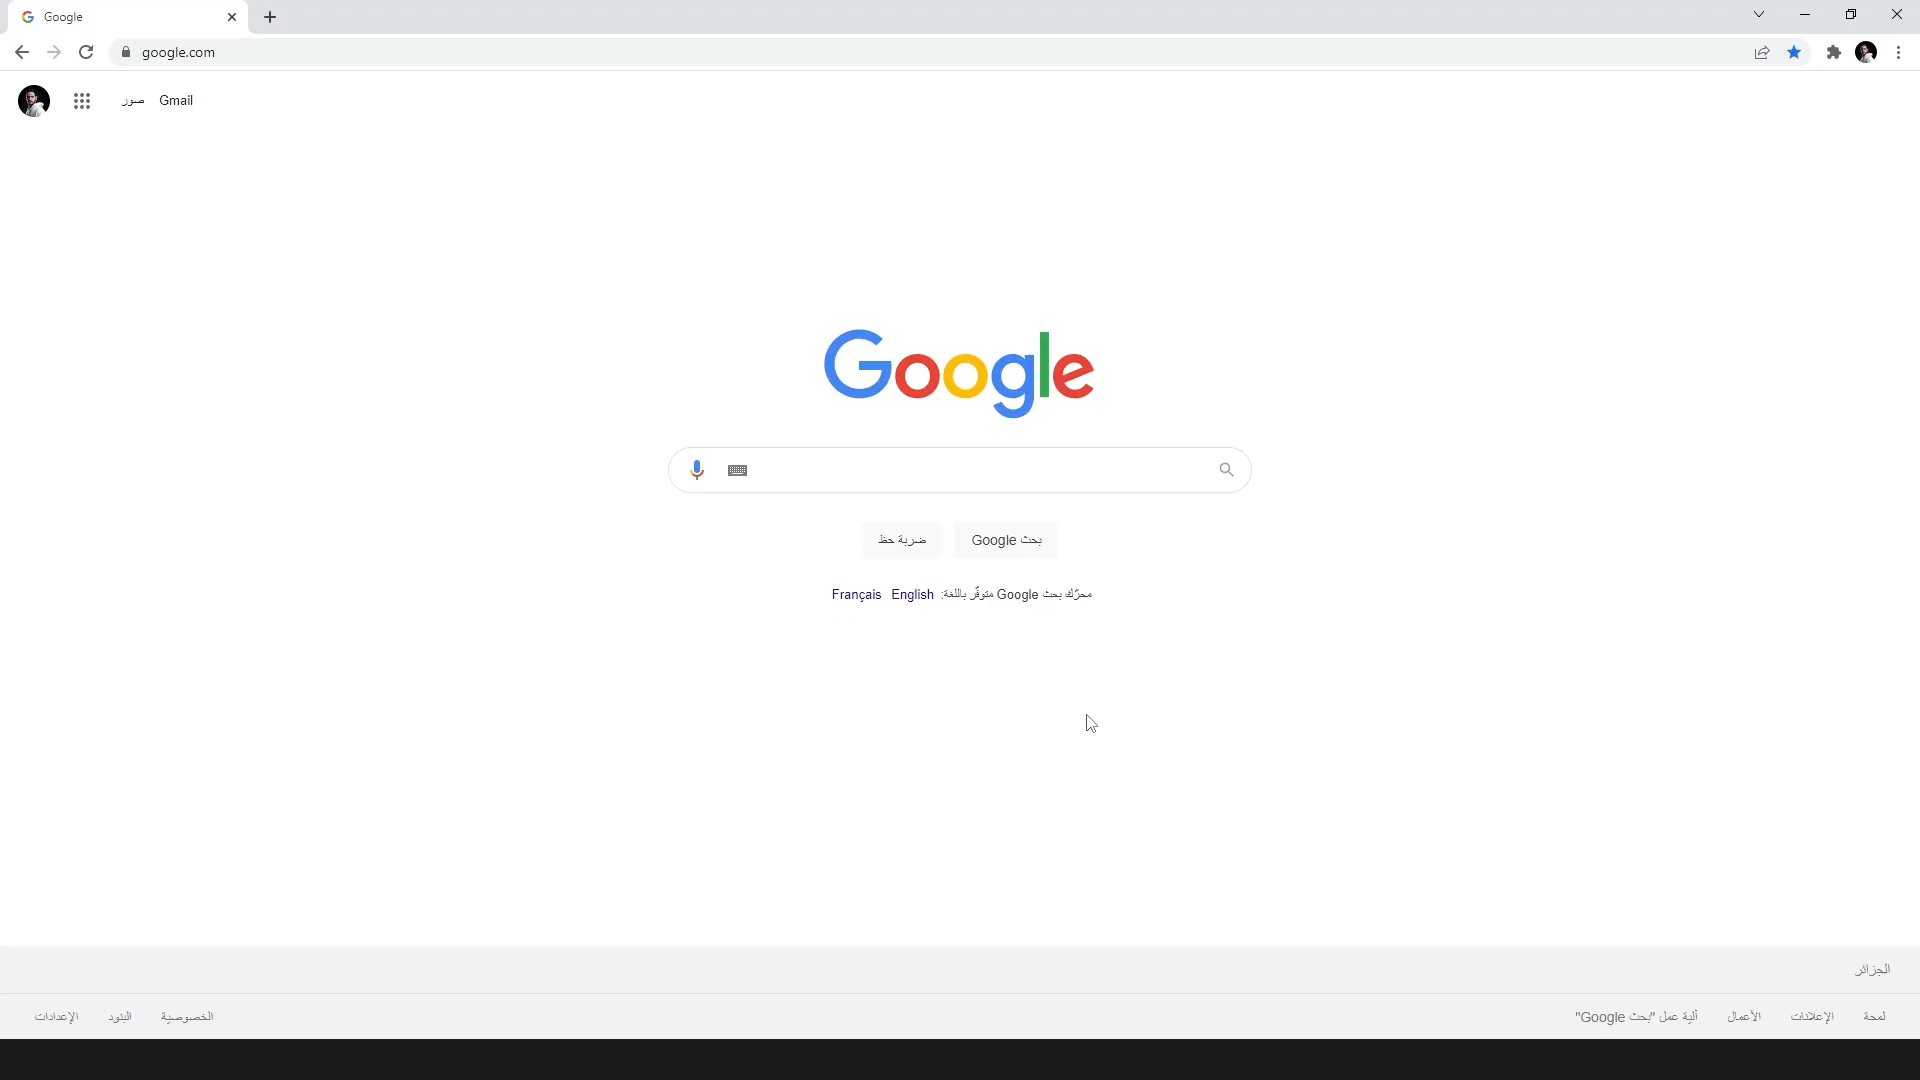 Google
google.com
صور Gmail
Google
ضربة حظ
بحث Google
محرّك بحث Google متوفّر باللغة: English Français
الجزائر
لمحة الإعلانات الأعمال آلية عمل "بحث Google"
الخصوصية البنود الإعدادات